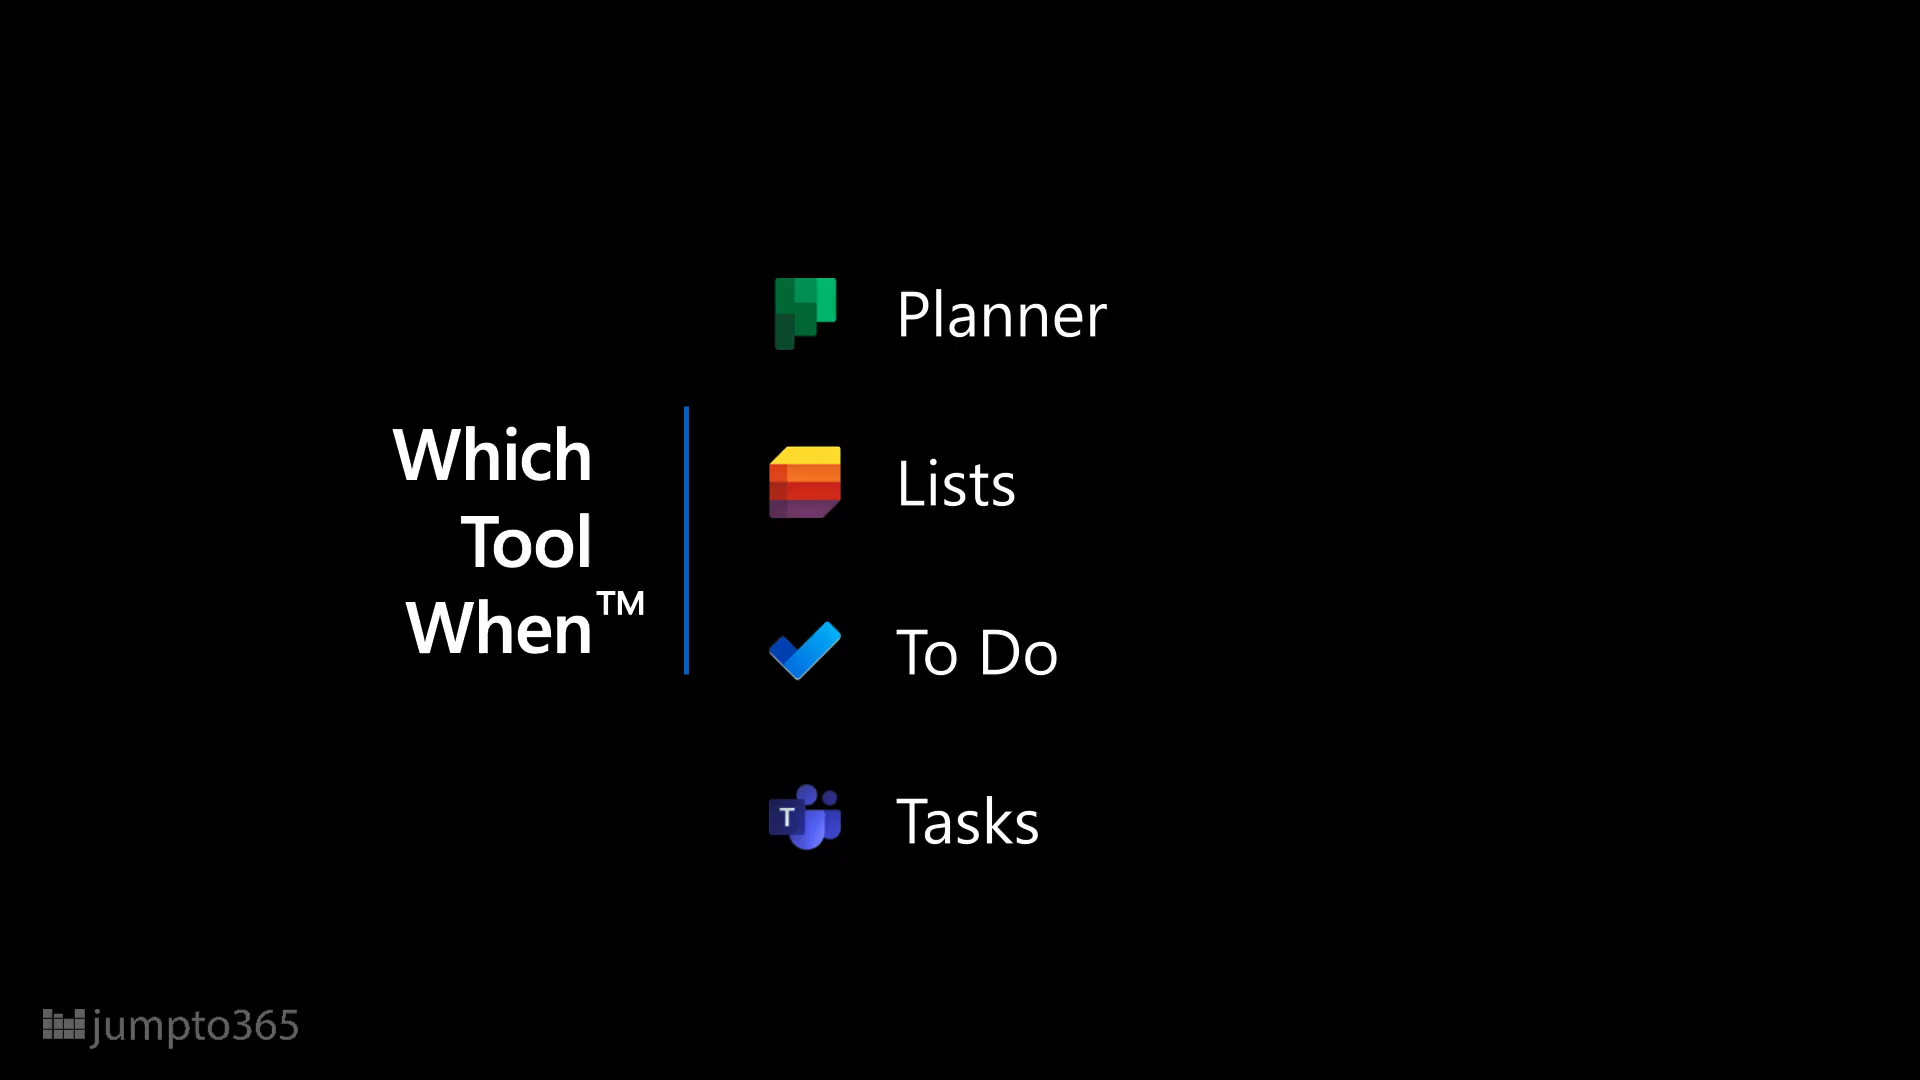 Which
Tool
When™
Planner
Lists
To Do
T
Tasks
jumpto365